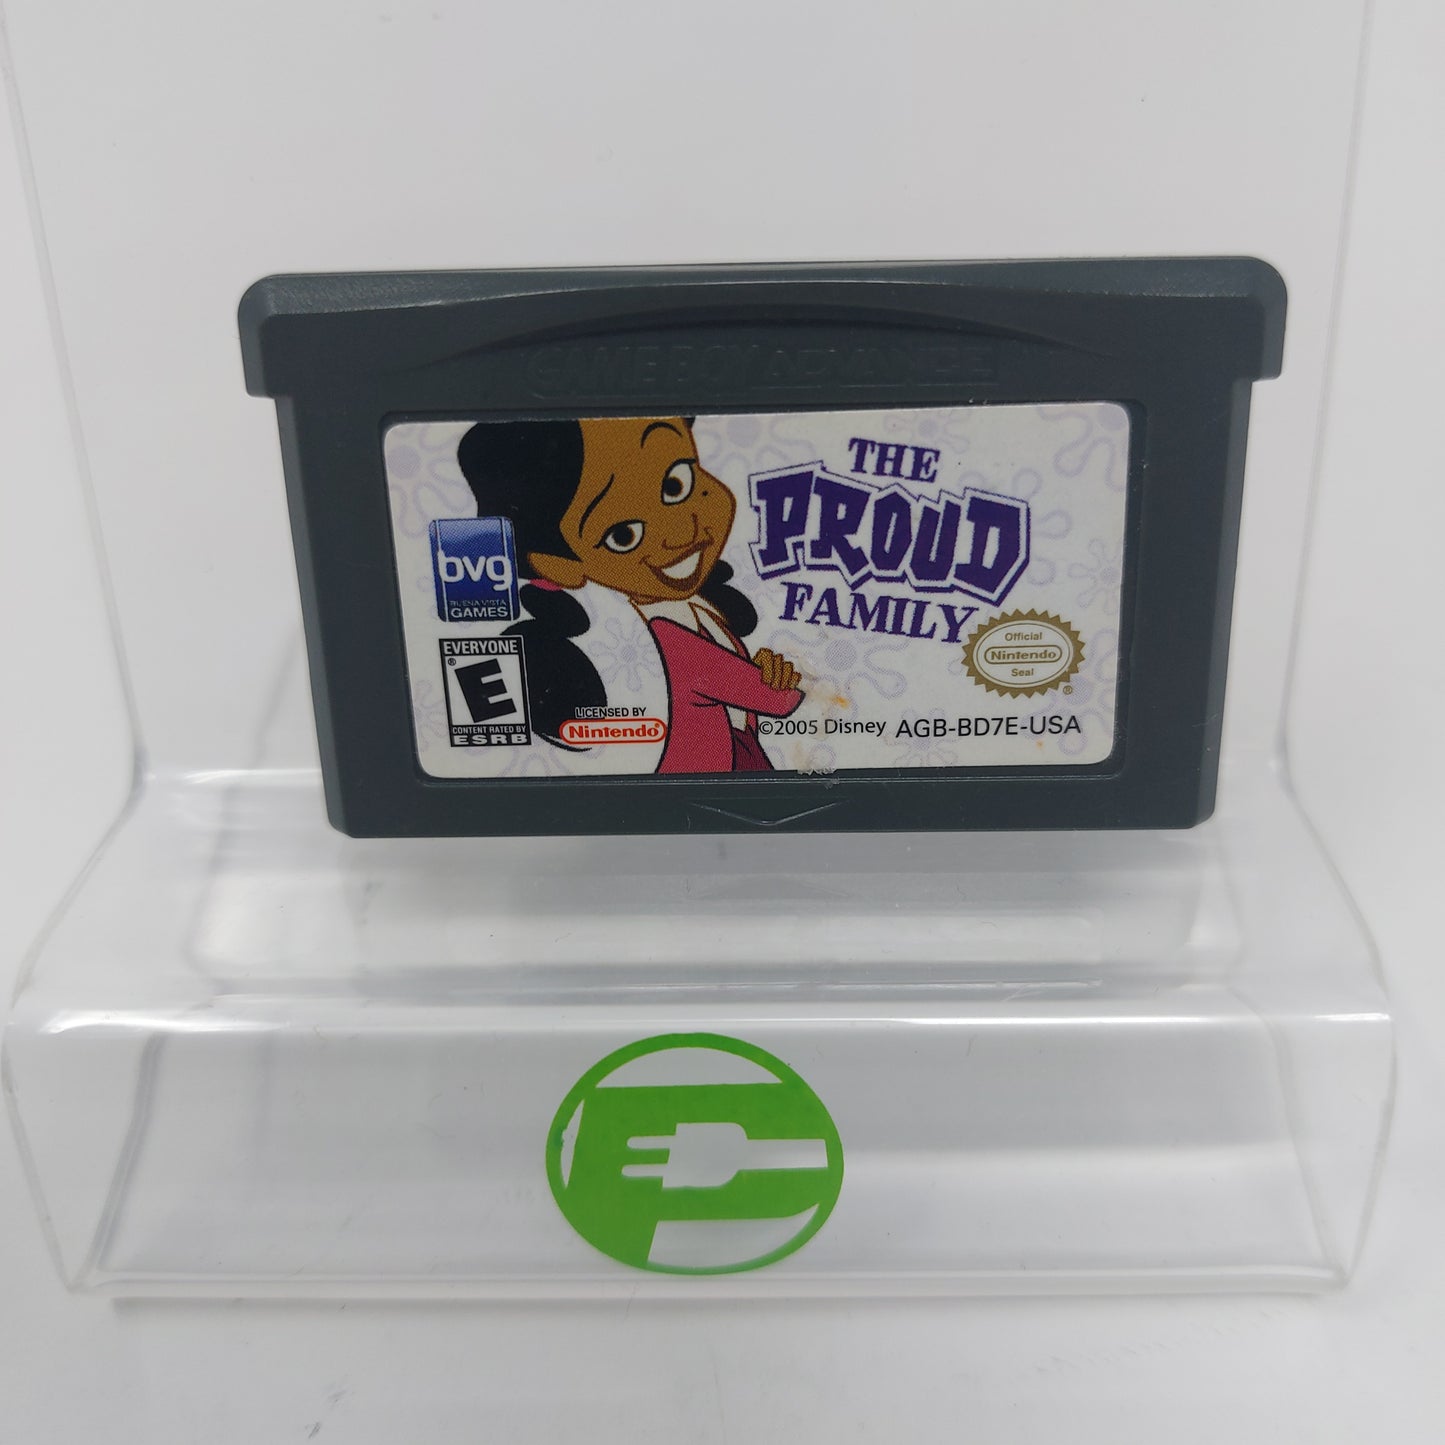 GAME BOY ADVANCE
THE
PROUD
FAMILY
bvg
BUENA VISTA
GAMES
EVERYONE
E
®
CONTENT RATED BY
ESRB
LICENSED BY
Nintendo®
Official
Nintendo
Seal
®
©2005 Disney AGB-BD7E-USA